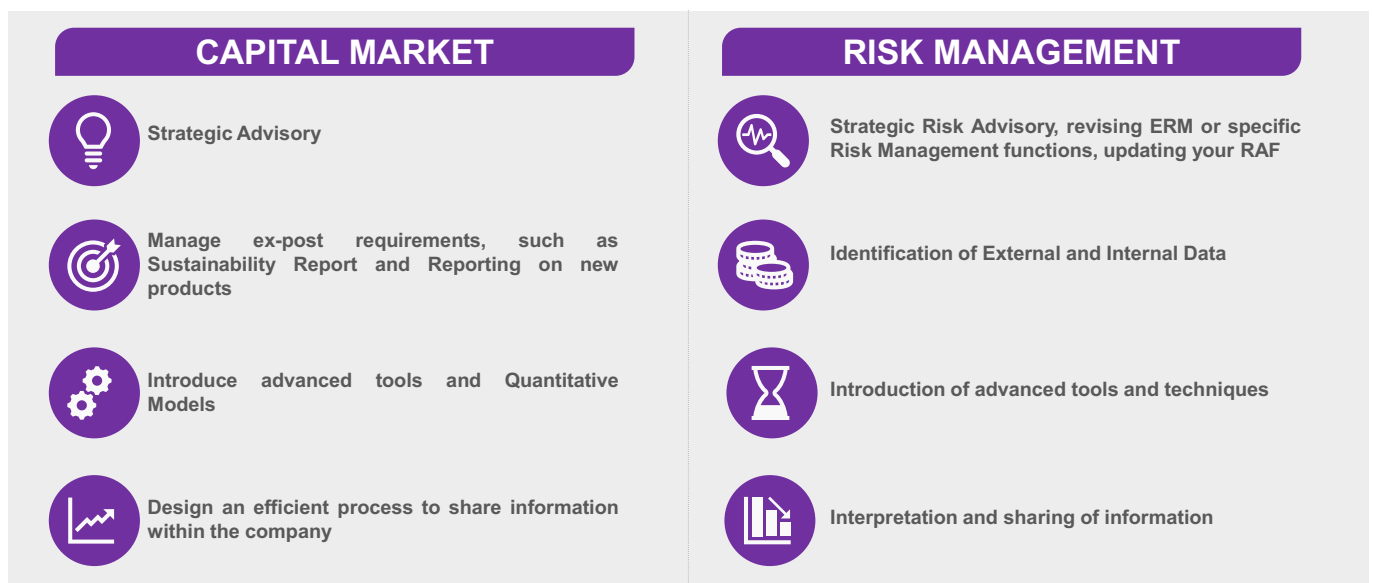 CAPITAL MARKET
Strategic Advisory
Manage ex-post requirements, such as
Sustainability Report and Reporting on new
products
Introduce advanced tools and Quantitative
Models
Design an efficient process to share information
within the company
RISK MANAGEMENT
Strategic Risk Advisory, revising ERM or specific
Risk Management functions, updating your RAF
Identification of External and Internal Data
Introduction of advanced tools and techniques
Interpretation and sharing of information